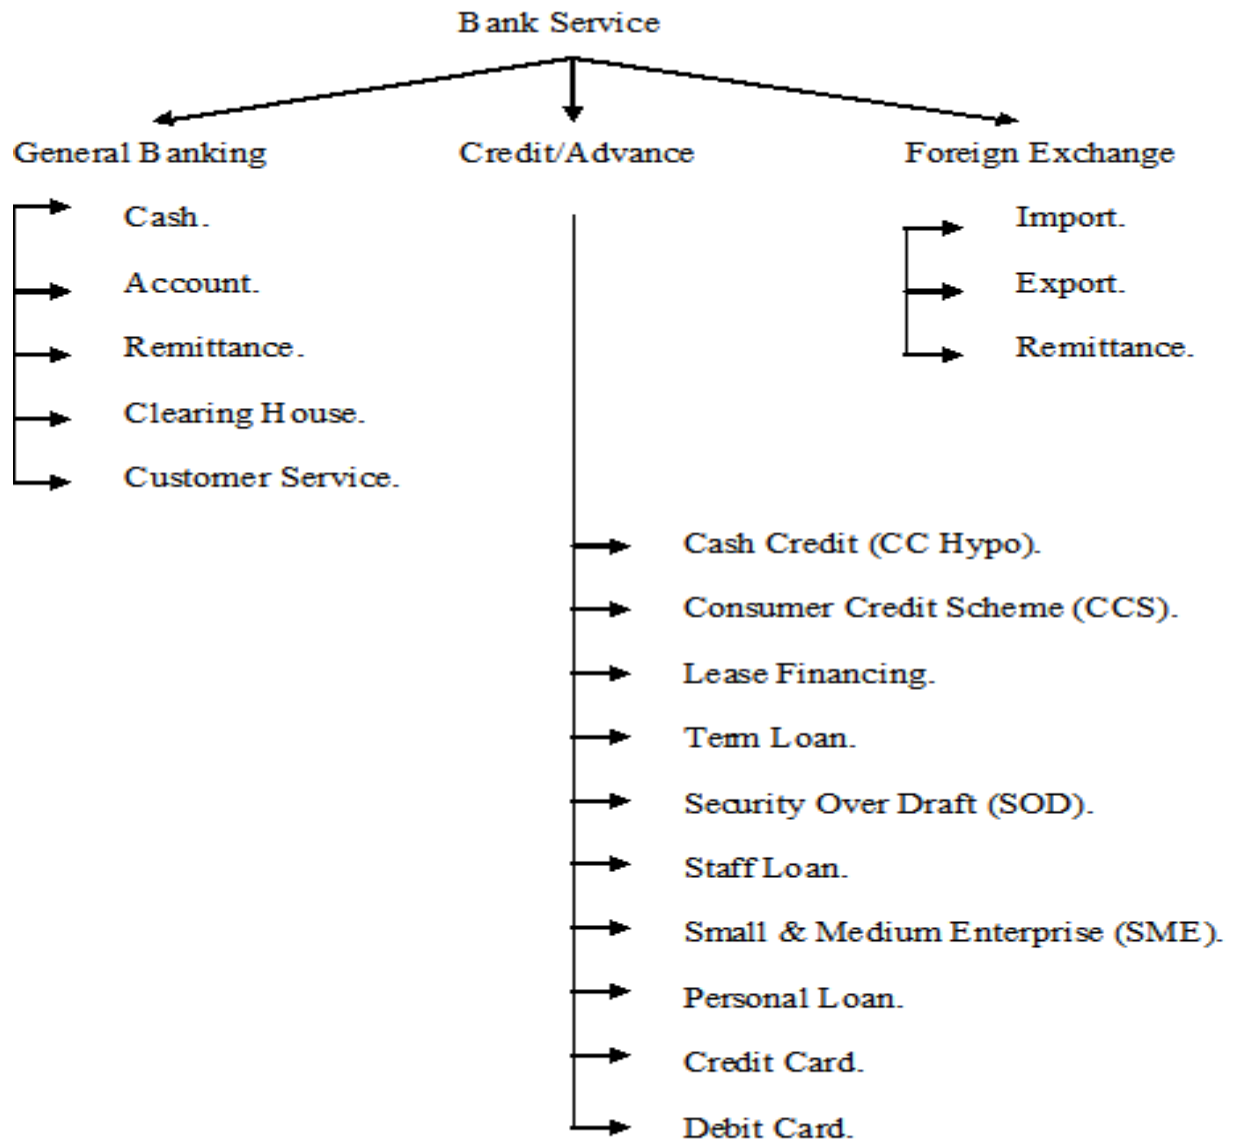 Bank Service
General Banking
Credit/Advance
Foreign Exchange
Cash.
Account.
Remittance.
Clearing House.
Customer Service.
Import.
Export.
Remittance.
Cash Credit (CC Hypo).
Consumer Credit Scheme (CCS).
Lease Financing.
Term Loan.
Security Over Draft (SOD).
Staff Loan.
Small & Medium Enterprise (SME).
Personal Loan.
Credit Card.
Debit Card.